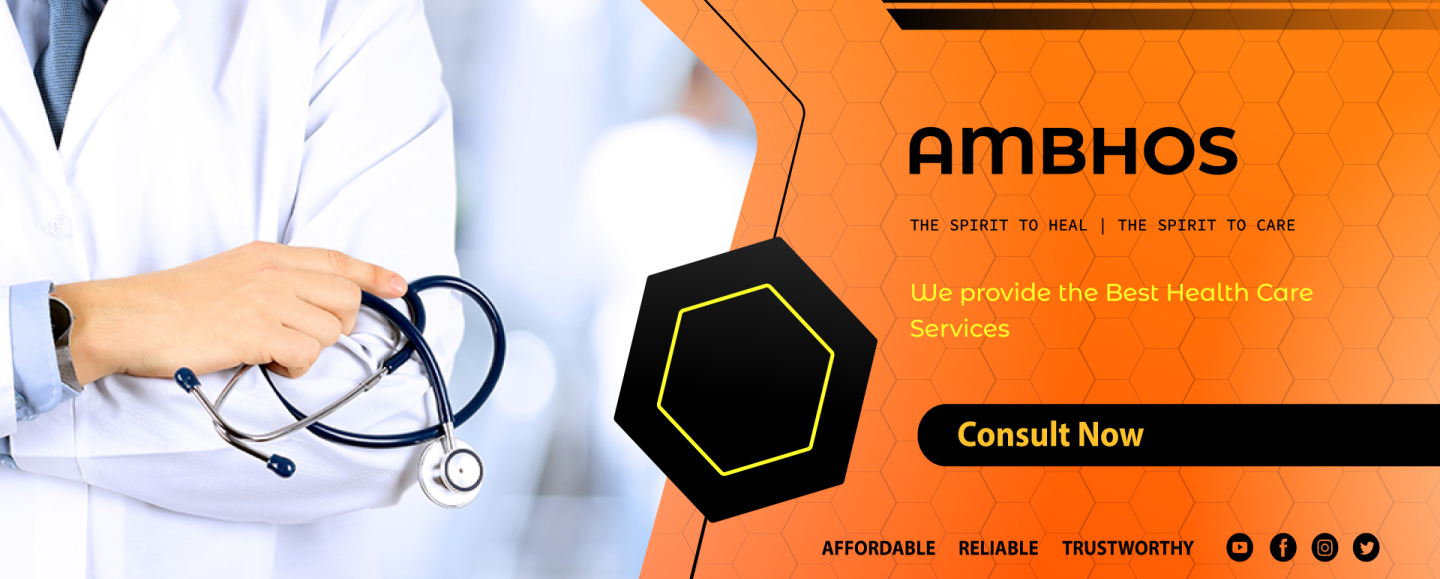 AMBHOS
THE SPIRIT TO HEAL | THE SPIRIT TO CARE
We provide the Best Health Care
Services
Consult Now
AFFORDABLE RELIABLE TRUSTWORTHY